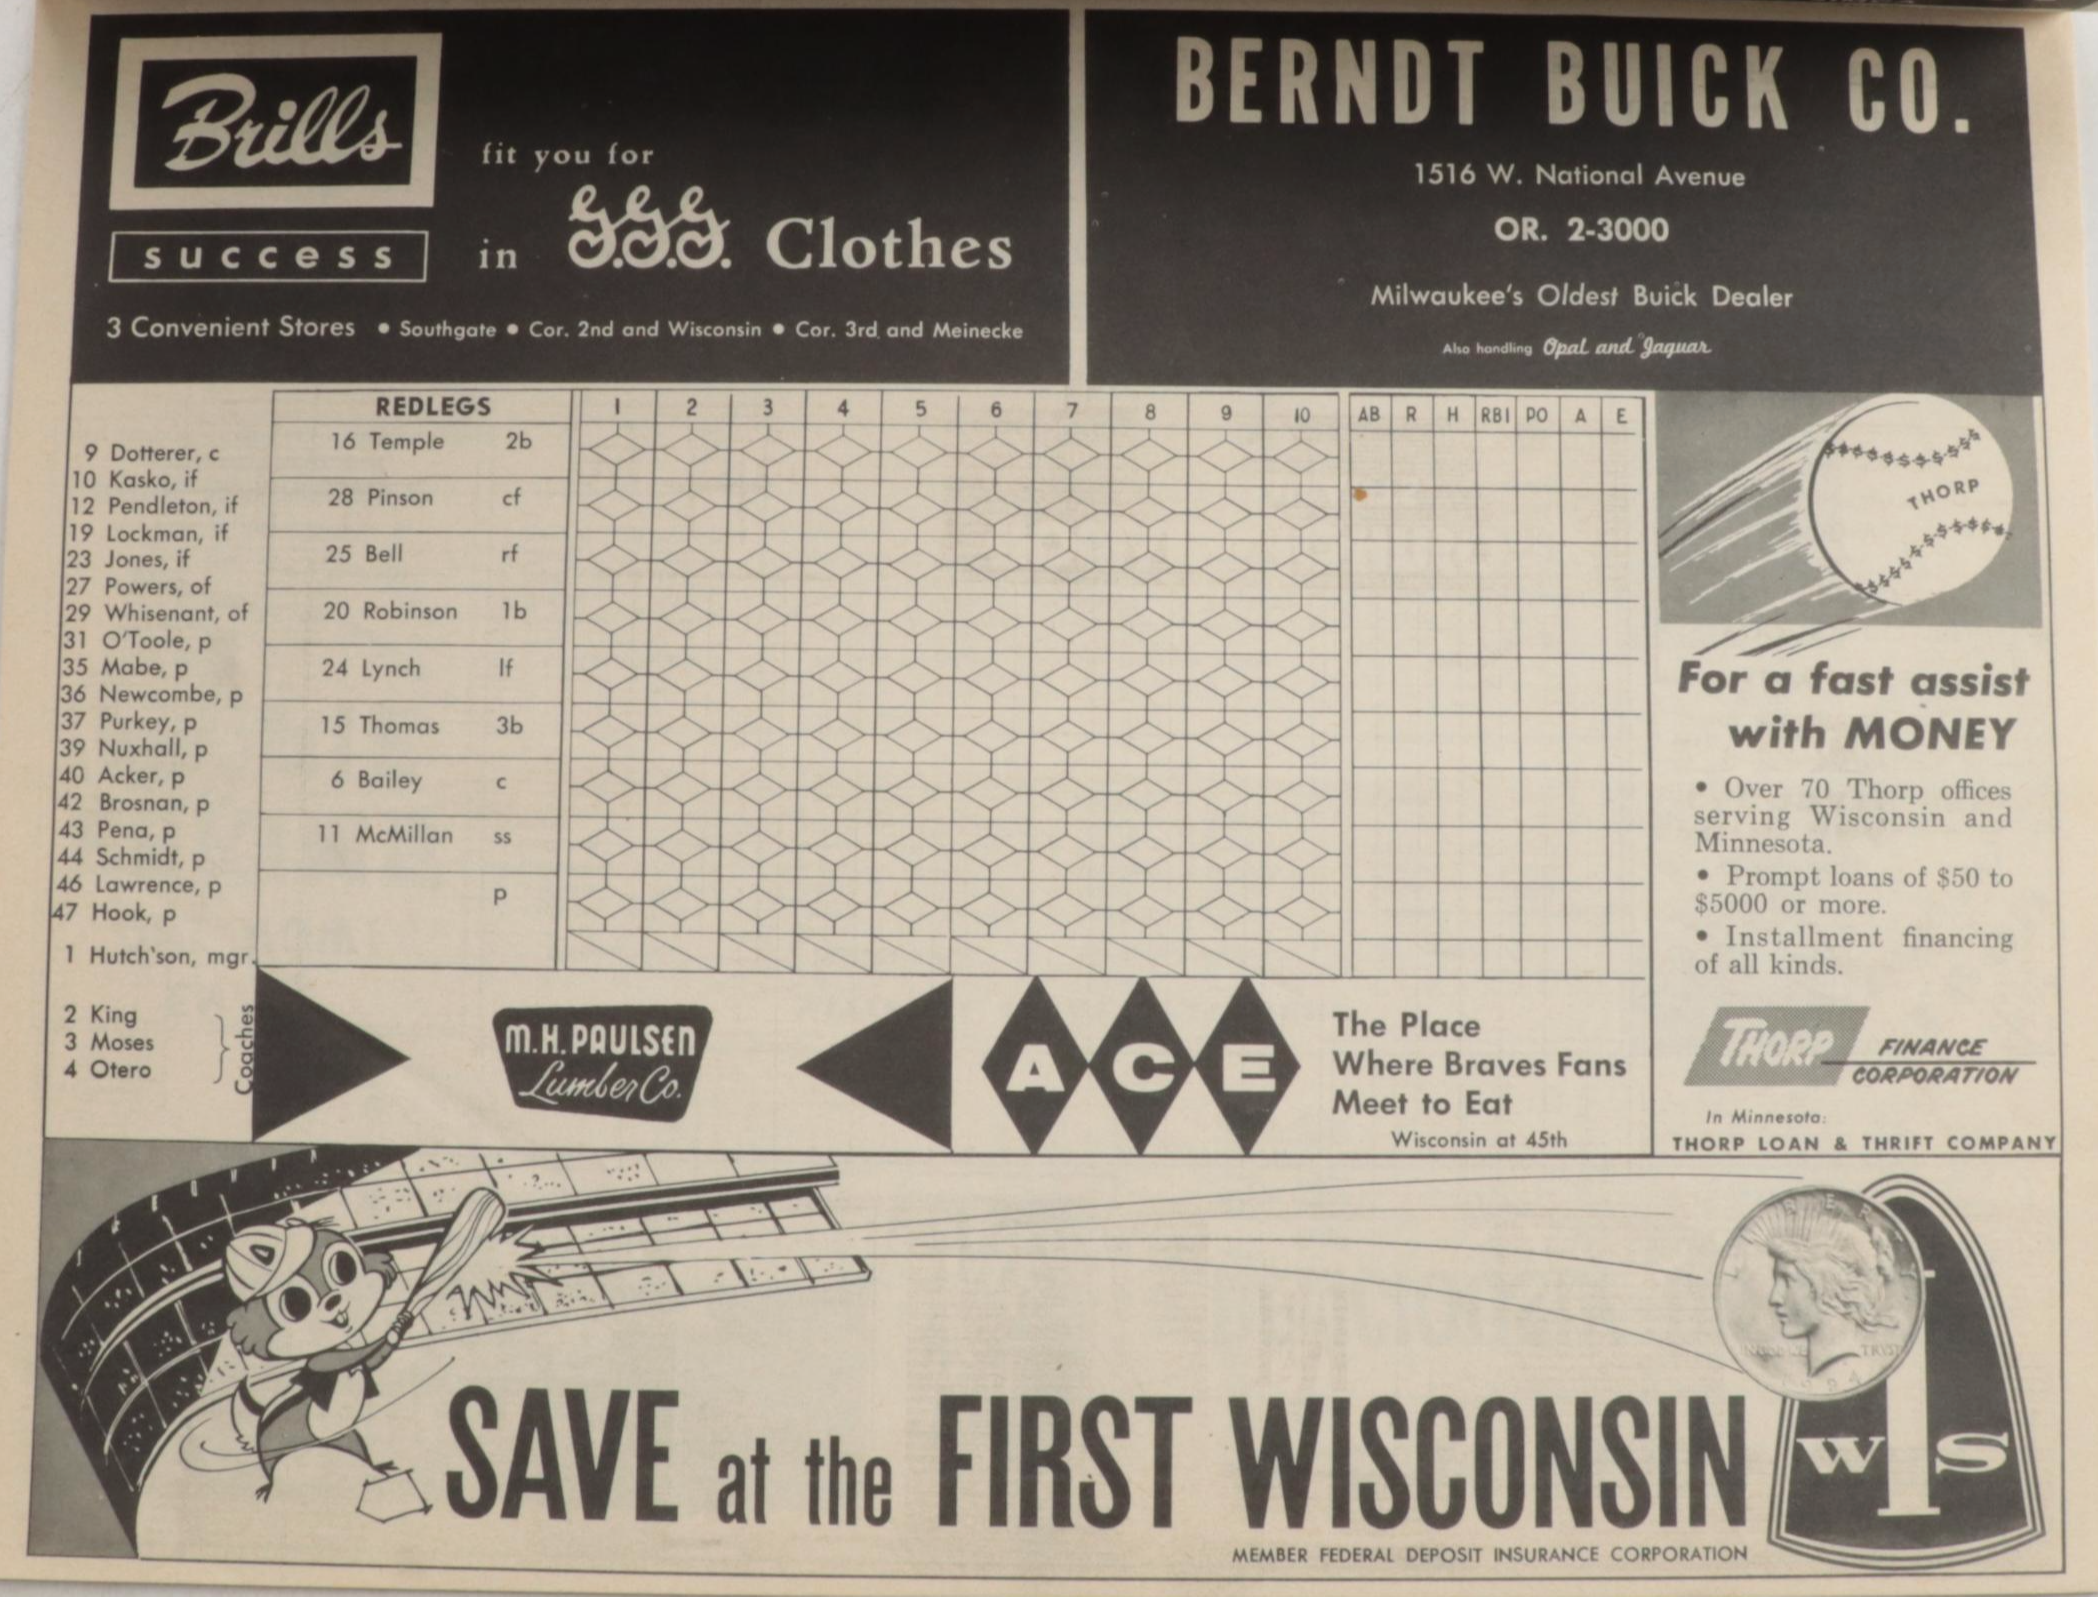 Brills
success
fit you for
in G.G.G. Clothes
3 Convenient Stores • Southgate • Cor. 2nd and Wisconsin • Cor. 3rd and Meinecke
BERNDT BUICK CO.
1516 W. National Avenue
OR. 2-3000
Milwaukee's Oldest Buick Dealer
Also handling Opal and Jaguar
9 Dotterer, c
10 Kasko, if
12 Pendleton, if
19 Lockman, if
23 Jones, if
27 Powers, of
29 Whisenant, of
31 O'Toole, p
35 Mabe, p
36 Newcombe, p
37 Purkey, p
39 Nuxhall, p
40 Acker, p
42 Brosnan, p
43 Pena, p
44 Schmidt, p
46 Lawrence, p
47 Hook, p
1 Hutch'son, mgr.
2 King
3 Moses
4 Otero
Coaches
REDLEGS 1 2 3 4 5 6 7 8 9 10 AB R H RBI PO A E
16 Temple 2b
28 Pinson cf
25 Bell rf
20 Robinson 1b
24 Lynch lf
15 Thomas 3b
6 Bailey c
11 McMillan ss
p
THORP
For a fast assist
with MONEY
• Over 70 Thorp offices
serving Wisconsin and
Minnesota.
• Prompt loans of $50 to
$5000 or more.
• Installment financing
of all kinds.
THORP FINANCE
CORPORATION
In Minnesota:
THORP LOAN & THRIFT COMPANY
M.H. PAULSEN
Lumber Co.
ACE
The Place
Where Braves Fans
Meet to Eat
Wisconsin at 45th
SAVE at the FIRST WISCONSIN
MEMBER FEDERAL DEPOSIT INSURANCE CORPORATION
W 1 S